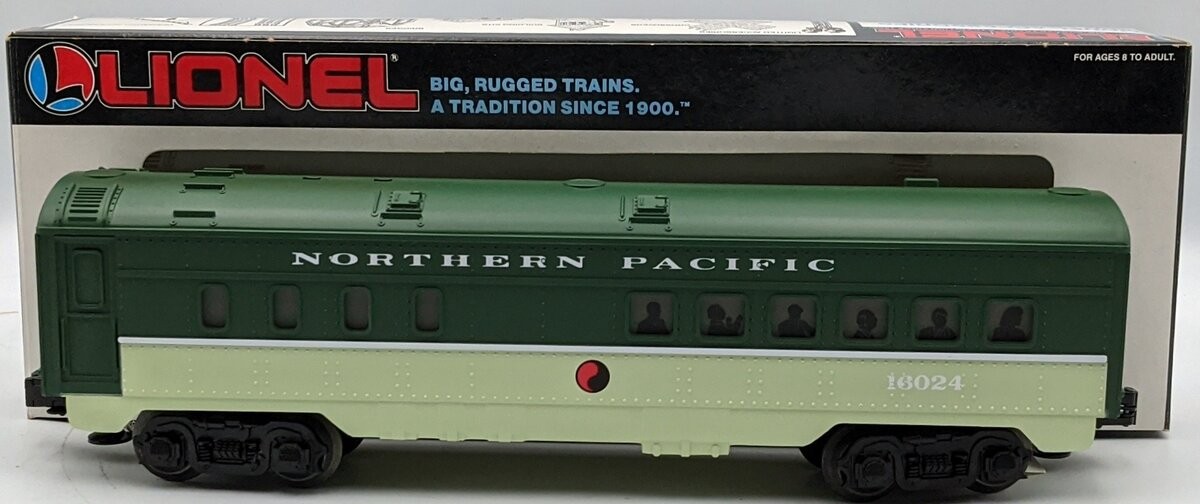 LIONEL®
BIG, RUGGED TRAINS.
A TRADITION SINCE 1900.™
FOR AGES 8 TO ADULT.
NORTHERN PACIFIC
16024